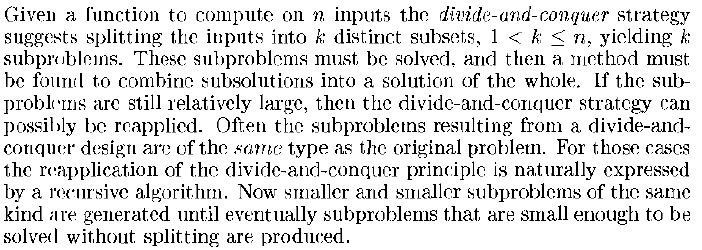 Given a function to compute on n inputs the divide-and-conquer strategy
suggests splitting the inputs into k distinct subsets, 1 < k ≤ n, yielding k
subproblems. These subproblems must be solved, and then a method must
be found to combine subsolutions into a solution of the whole. If the sub-
problems are still relatively large, then the divide-and-conquer strategy can
possibly be reapplied. Often the subproblems resulting from a divide-and-
conquer design are of the same type as the original problem. For those cases
the reapplication of the divide-and-conquer principle is naturally expressed
by a recursive algorithm. Now smaller and smaller subproblems of the same
kind are generated until eventually subproblems that are small enough to be
solved without splitting are produced.